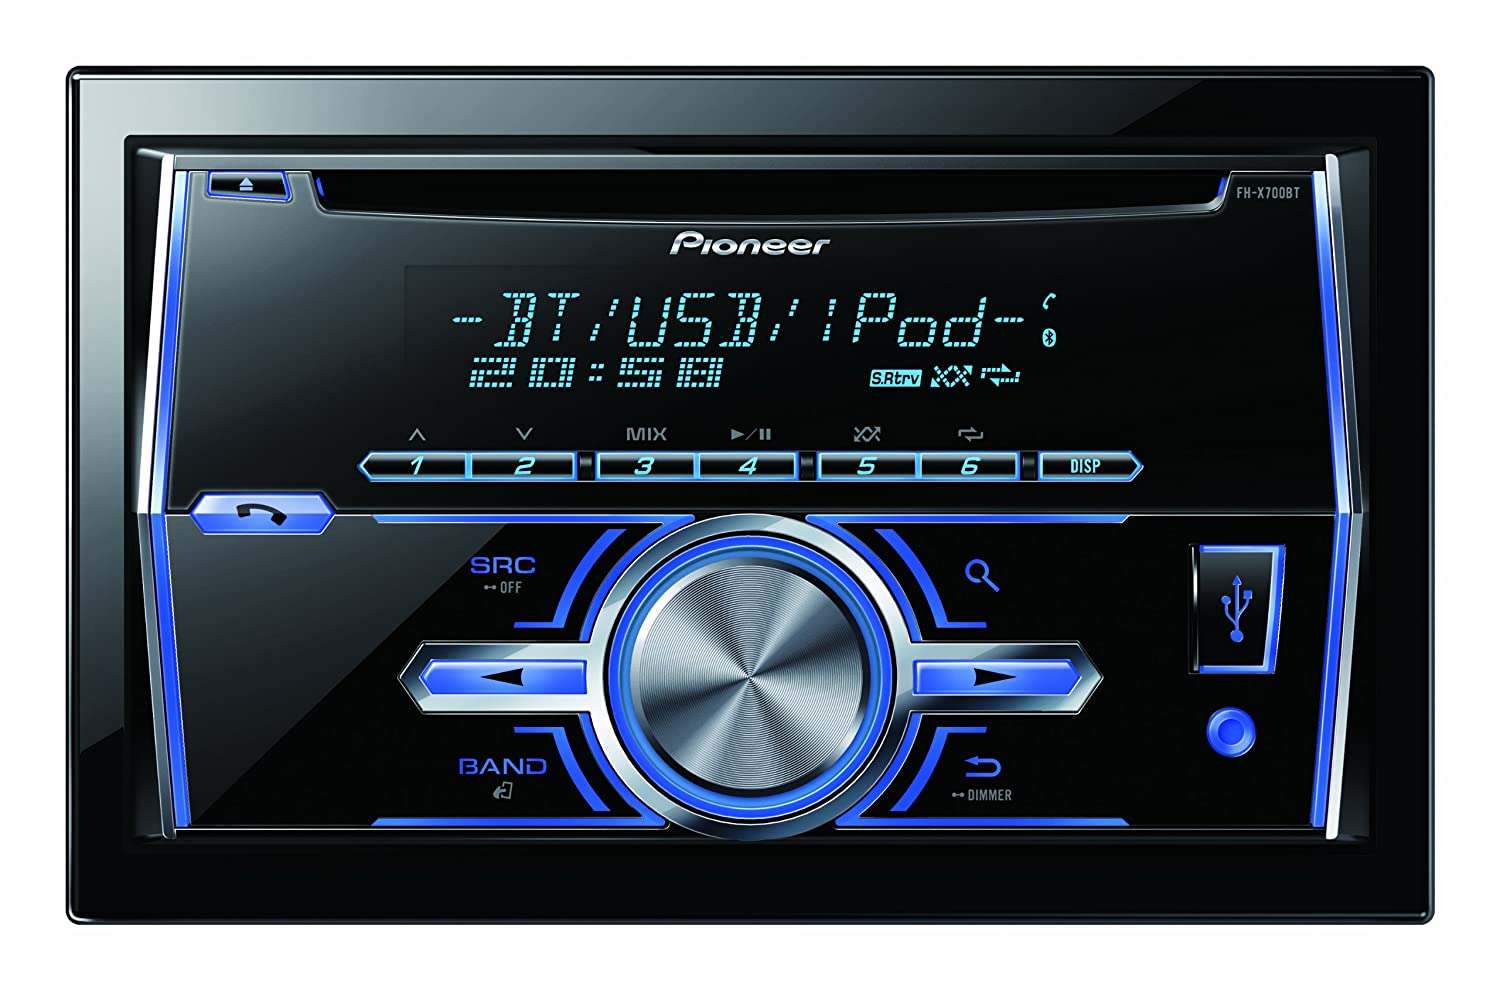 FH-X700BT
Pioneer
-BT/USB/iPod-
20:58
S.Rtrv
MIX
1 2 3 4 5 6 DISP
SRC
OFF
BAND
DIMMER